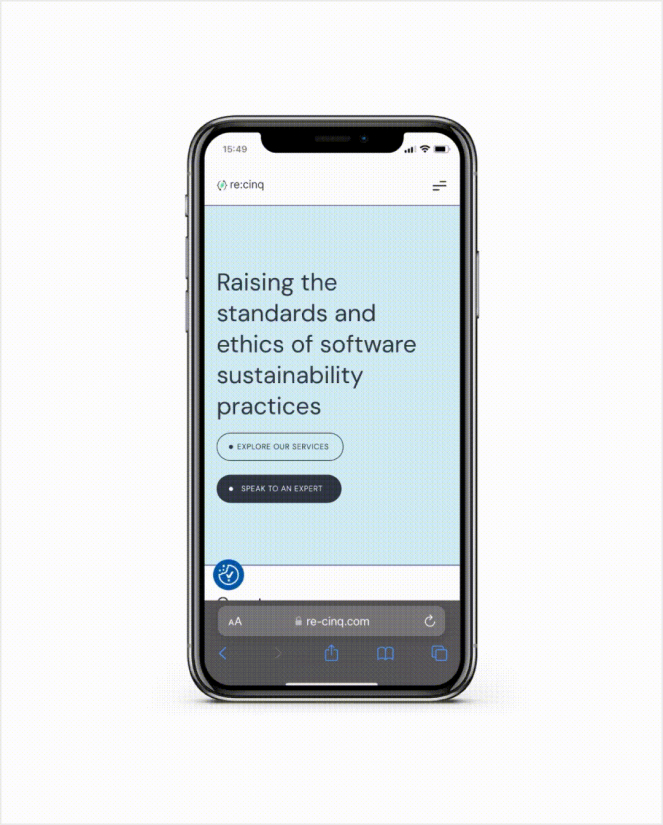 15:49
re:cinq
Raising the
standards and
ethics of software
sustainability
practices
EXPLORE OUR SERVICES
SPEAK TO AN EXPERT
AA
re-cinq.com